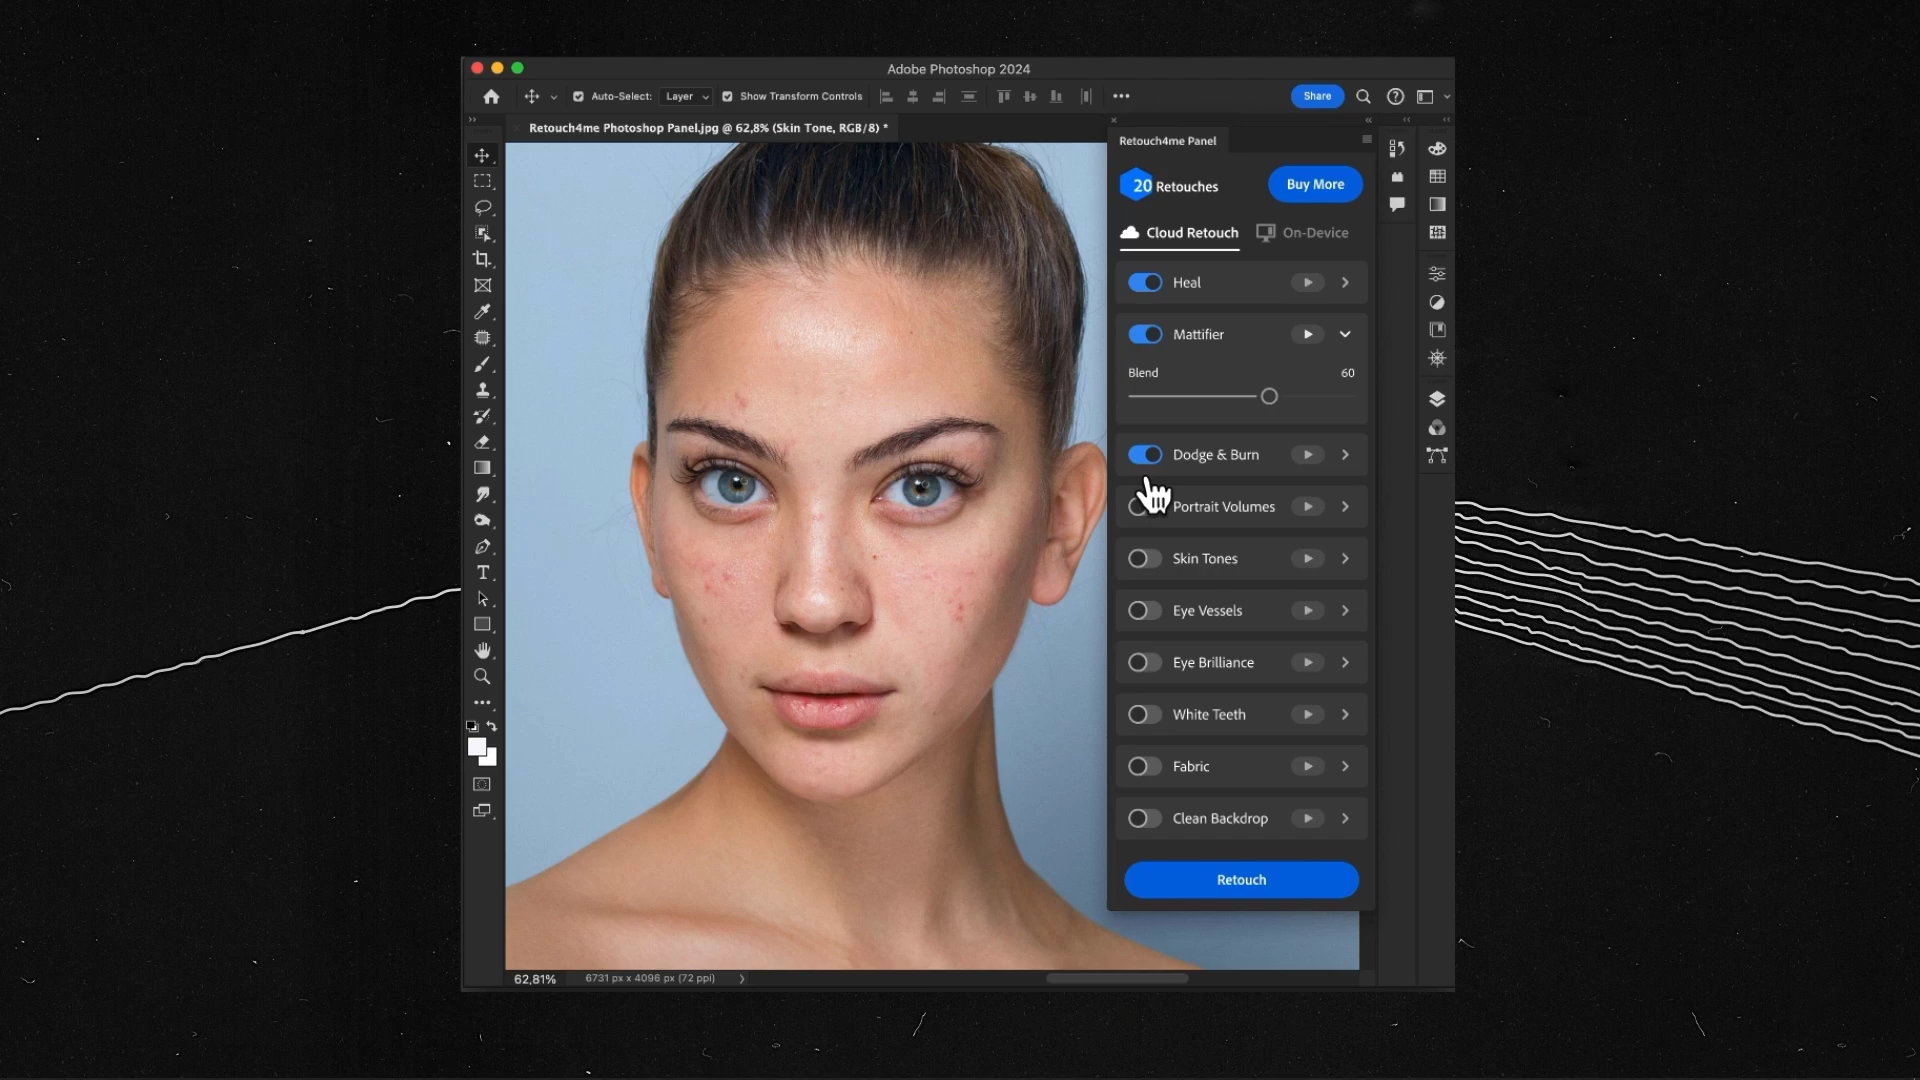 Adobe Photoshop 2024
Auto-Select: Layer Show Transform Controls Share
Retouch4me Photoshop Panel.jpg @ 62,8% (Skin Tone, RGB/8) *
Retouch4me Panel
20 Retouches Buy More
Cloud Retouch On-Device
Heal
Mattifier
Blend 60
Dodge & Burn
Portrait Volumes
Skin Tones
Eye Vessels
Eye Brilliance
White Teeth
Fabric
Clean Backdrop
Retouch
62,81% 6731 px x 4096 px (72 ppi)